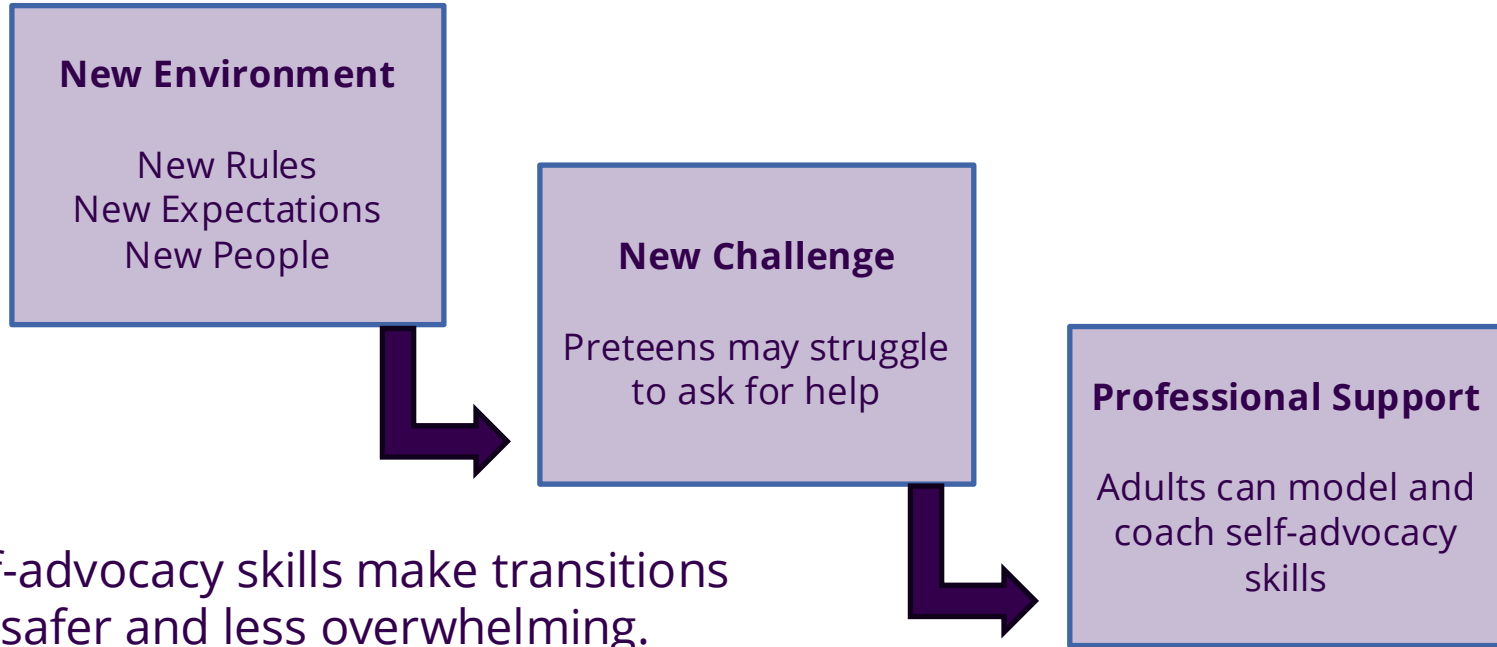 New Environment
New Rules
New Expectations
New People
New Challenge
Preteens may struggle
to ask for help
Professional Support
Adults can model and
coach self-advocacy
skills
f-advocacy skills make transitions
safer and less overwhelming.